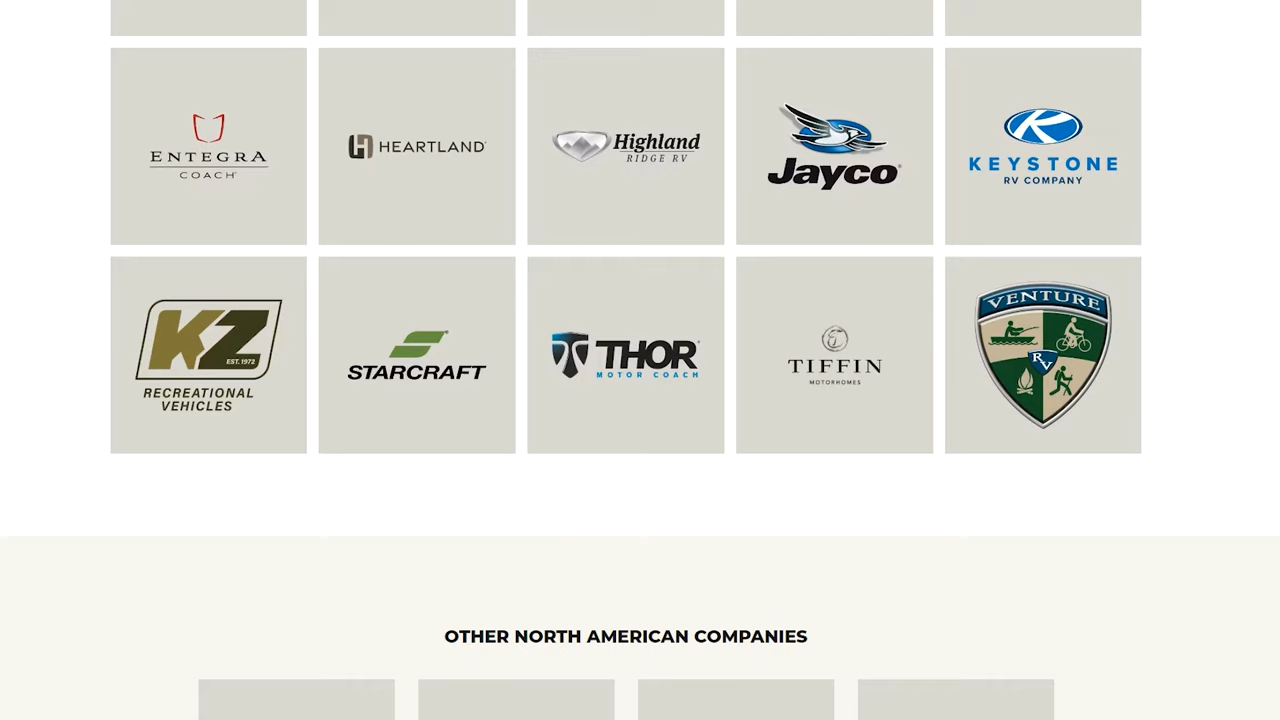 ENTEGRA
COACH
HEARTLAND
Highland
RIDGE RV
Jayco
KEYSTONE
RV COMPANY
KZ
EST. 1972
RECREATIONAL
VEHICLES
STARCRAFT
THOR
MOTOR COACH
TIFFIN
MOTORHOMES
VENTURE
RV
OTHER NORTH AMERICAN COMPANIES